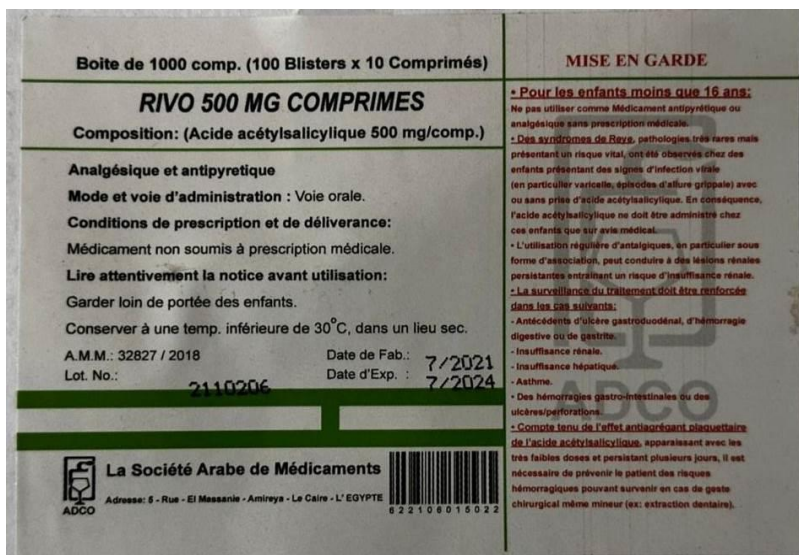 Boite de 1000 comp. (100 Blisters x 10 Comprimés)
RIVO 500 MG COMPRIMES
Composition: (Acide acétylsalicylique 500 mg/comp.)
Analgésique et antipyretique
Mode et voie d'administration : Voie orale.
Conditions de prescription et de déliverance:
Médicament non soumis à prescription médicale.
Lire attentivement la notice avant utilisation:
Garder loin de portée des enfants.
Conserver à une temp. inférieure de 30°C, dans un lieu sec.
A.M.M.: 32827 / 2018
Date de Fab.: 7/2021
Lot. No.: 2110206
Date d'Exp. : 7/2024
La Société Arabe de Médicaments
Adresse: 5 - Rue - El Massanie - Amireya - Le Caire - L' EGYPTE
ADCO
622106015022
MISE EN GARDE
• Pour les enfants moins que 16 ans:
Ne pas utiliser comme Médicament antipyrétique ou
analgésique sans prescription médicale.
• Des syndromes de Reye, pathologies très rares mais
présentant un risque vital, ont été observés chez des
enfants présentant des signes d'infection virale
(en particulier varicelle, épisodes d'allure grippale) avec
ou sans prise d'acide acétylsalicylique. En conséquence,
l'acide acétylsalicylique ne doit être administré chez
ces enfants que sur avis médical.
• L'utilisation régulière d'antalgiques, en particulier sous
forme d'association, peut conduire à des lésions rénales
persistantes entraînant un risque d'insuffisance rénale.
• La surveillance du traitement doit être renforcée
dans les cas suivants:
- Antécédents d'ulcère gastroduodénal, d'hémorragie
digestive ou de gastrite.
- Insuffisance rénale.
- Insuffisance hépatique.
- Asthme.
• Des hémorragies gastro-intestinales ou des
ulcères/perforations.
• Compte tenu de l'effet antiagrégant plaquettaire
de l'acide acétylsalicylique, apparaissant avec les
très faibles doses et persistant plusieurs jours, il est
nécessaire de prévenir le patient des risques
hémorragiques pouvant survenir en cas de geste
chirurgical même mineur (ex: extraction dentaire).
ADCO